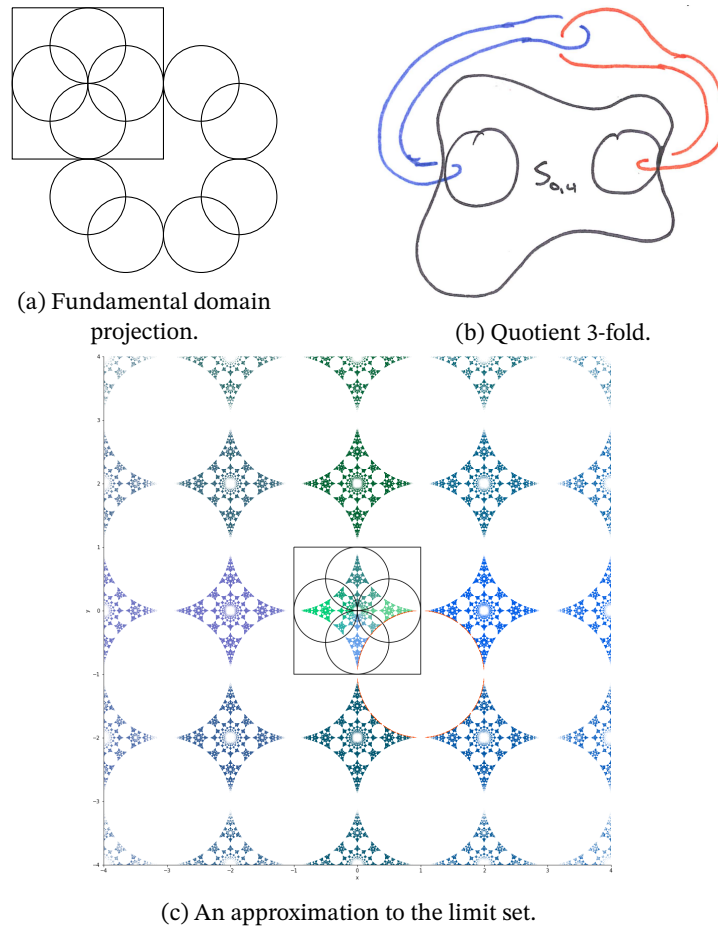 S0,4
(a) Fundamental domain
projection.
(b) Quotient 3-fold.
4
3
2
1
0
−1
−2
−3
−4
y
−4 −3 −2 −1 0 1 2 3 4
x
(c) An approximation to the limit set.